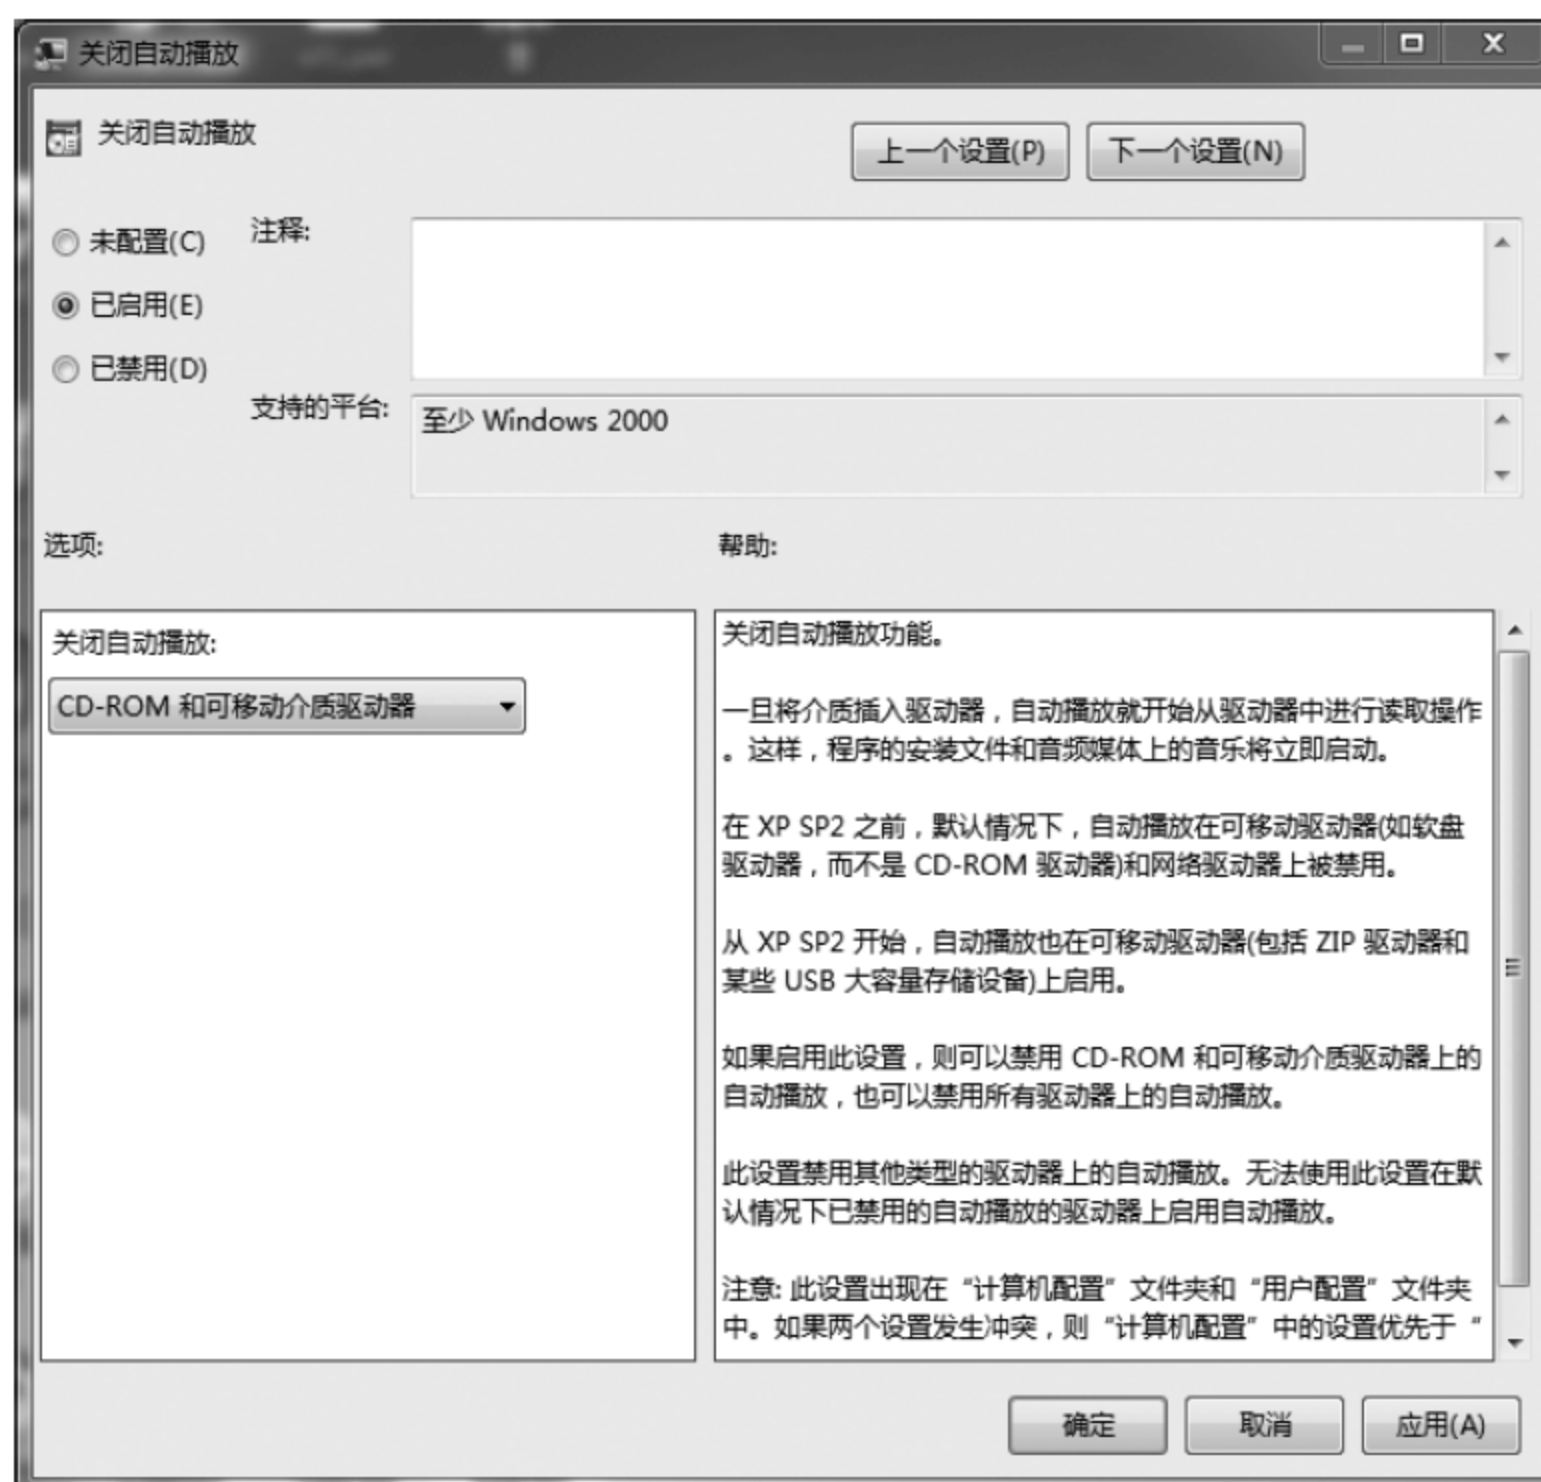 关闭自动播放
关闭自动播放
上一个设置(P)
下一个设置(N)
未配置(C)
注释:
已启用(E)
已禁用(D)
支持的平台:
至少 Windows 2000
选项:
帮助:
关闭自动播放:
CD-ROM 和可移动介质驱动器
关闭自动播放功能。
一旦将介质插入驱动器，自动播放就开始从驱动器中进行读取操作
。这样，程序的安装文件和音频媒体上的音乐将立即启动。
在 XP SP2 之前，默认情况下，自动播放在可移动驱动器(如软盘
驱动器，而不是 CD-ROM 驱动器)和网络驱动器上被禁用。
从 XP SP2 开始，自动播放也在可移动驱动器(包括 ZIP 驱动器和
某些 USB 大容量存储设备)上启用。
如果启用此设置，则可以禁用 CD-ROM 和可移动介质驱动器上的
自动播放，也可以禁用所有驱动器上的自动播放。
此设置禁用其他类型的驱动器上的自动播放。无法使用此设置在默
认情况下已禁用的自动播放的驱动器上启用自动播放。
注意: 此设置出现在“计算机配置”文件夹和“用户配置”文件夹
中。如果两个设置发生冲突，则“计算机配置”中的设置优先于“
确定
取消
应用(A)